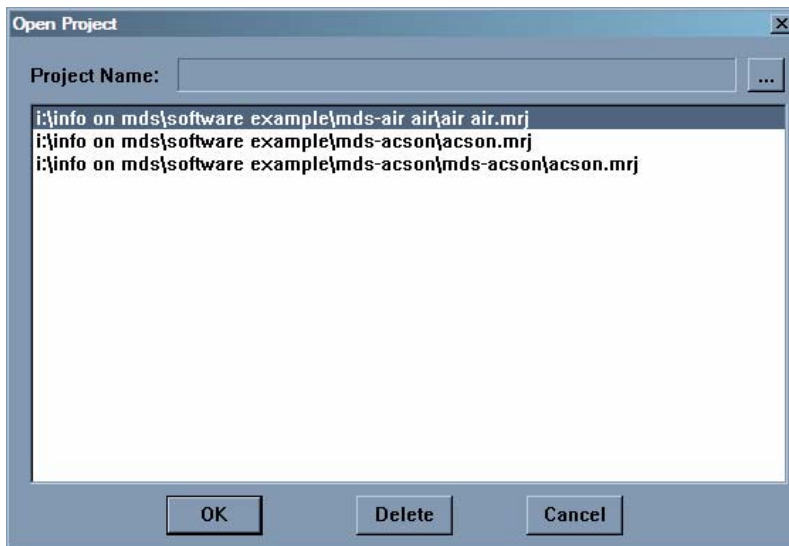 Open Project
Project Name:
...
i:\info on mds\software example\mds-air air\air air.mrj
i:\info on mds\software example\mds-acson\acson.mrj
i:\info on mds\software example\mds-acson\mds-acson\acson.mrj
OK Delete Cancel